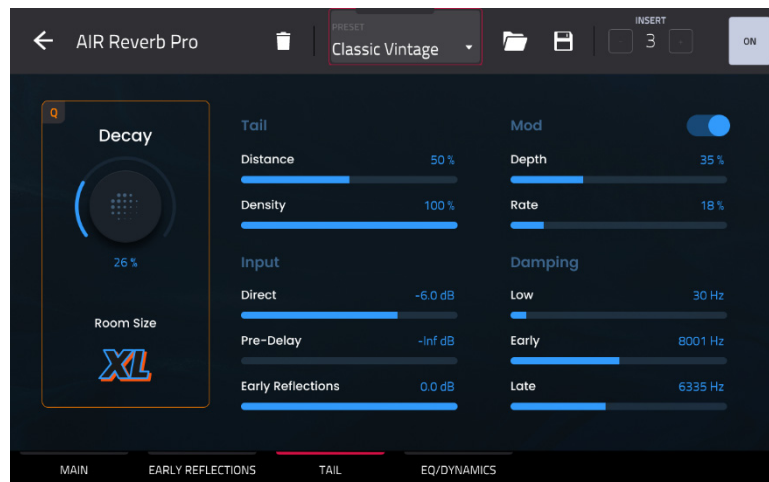 AIR Reverb Pro
PRESET
Classic Vintage
INSERT
3
ON
Q
Decay
26 %
Room Size
XL
Tail
Distance 50 %
Density 100 %
Input
Direct -6.0 dB
Pre-Delay -Inf dB
Early Reflections 0.0 dB
Mod
Depth 35 %
Rate 18 %
Damping
Low 30 Hz
Early 8001 Hz
Late 6335 Hz
MAIN EARLY REFLECTIONS TAIL EQ/DYNAMICS